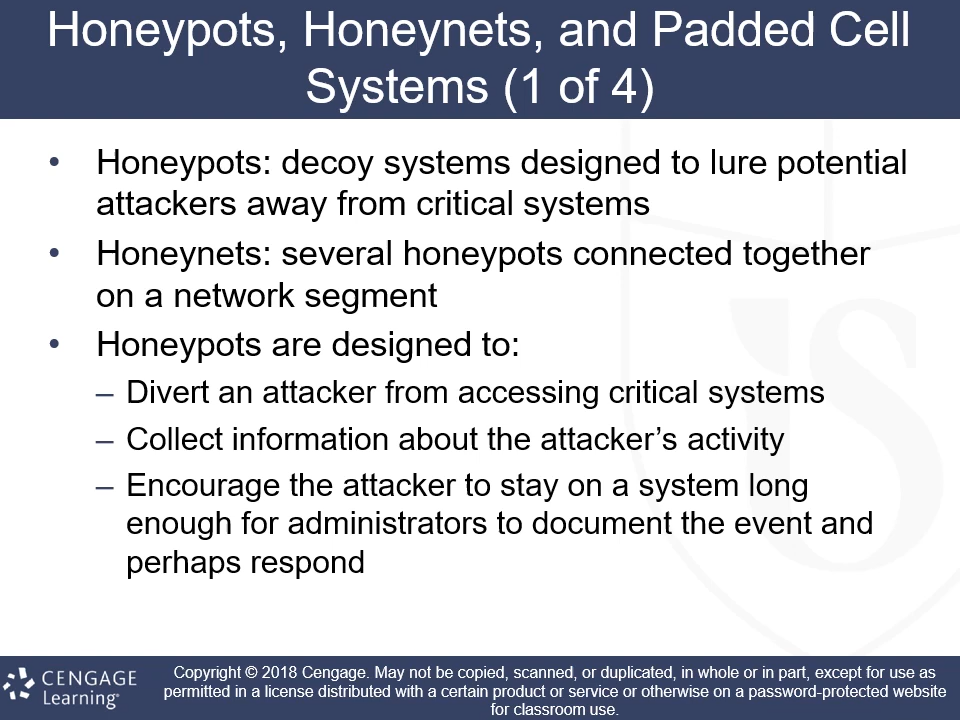 Honeypots, Honeynets, and Padded Cell
Systems (1 of 4)
• Honeypots: decoy systems designed to lure potential
attackers away from critical systems
• Honeynets: several honeypots connected together
on a network segment
• Honeypots are designed to:
– Divert an attacker from accessing critical systems
– Collect information about the attacker’s activity
– Encourage the attacker to stay on a system long
enough for administrators to document the event and
perhaps respond
CENGAGE
Learning®
Copyright © 2018 Cengage. May not be copied, scanned, or duplicated, in whole or in part, except for use as
permitted in a license distributed with a certain product or service or otherwise on a password-protected website
for classroom use.